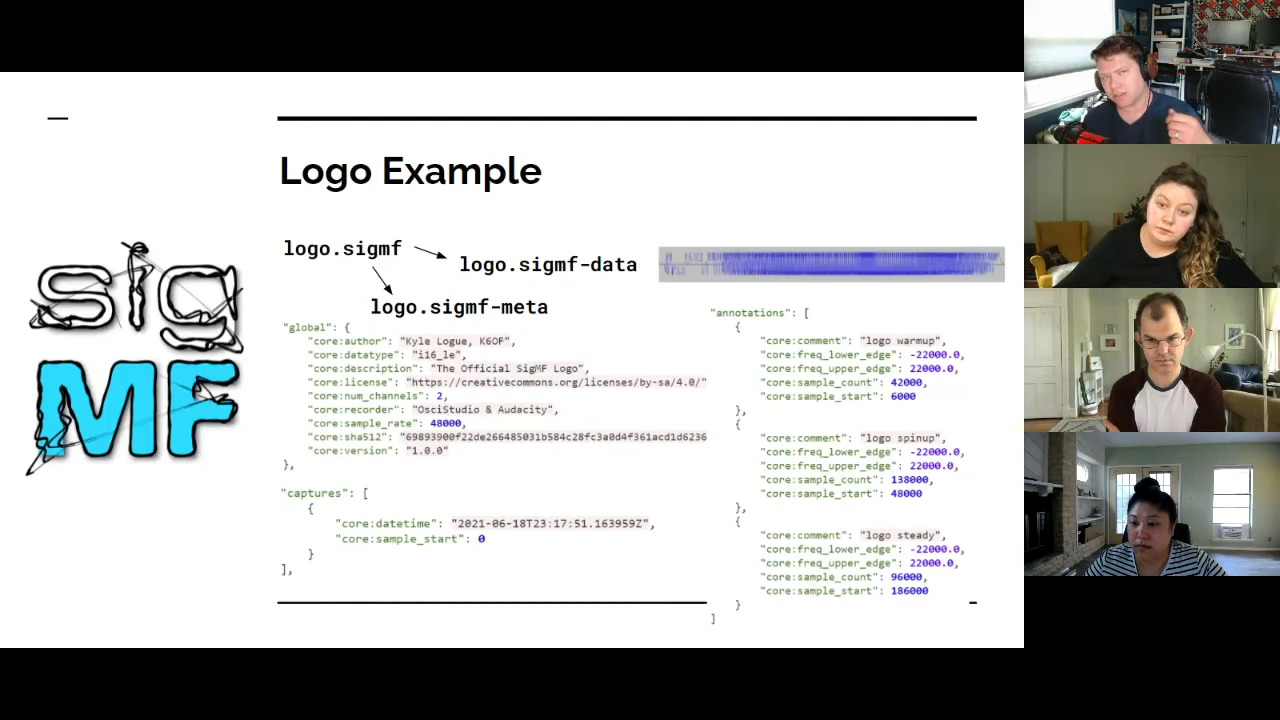 Logo Example
sig
MF
logo.sigmf
logo.sigmf-data
logo.sigmf-meta
"global": {
"core:author": "Kyle Logue, K6OF",
"core:datatype": "ii16_le",
"core:description": "The Official SigMF Logo",
"core:license": "https://creativecommons.org/licenses/by-sa/4.0/"
"core:num_channels": 2,
"core:recorder": "OsciStudio & Audacity",
"core:sample_rate": 48000,
"core:sha512": "69893900f22de266485031b584c28fc3a0d4f361acd1d6236
"core:version": "1.0.0"
},
"captures": [
{
"core:datetime": "2021-06-18T23:17:51.163959Z",
"core:sample_start": 0
}
],
"annotations": [
{
"core:comment": "logo warmup",
"core:freq_lower_edge": -22000.0,
"core:freq_upper_edge": 22000.0,
"core:sample_count": 42000,
"core:sample_start": 6000
},
{
"core:comment": "logo spinup",
"core:freq_lower_edge": -22000.0,
"core:freq_upper_edge": 22000.0,
"core:sample_count": 138000,
"core:sample_start": 48000
},
{
"core:comment": "logo steady",
"core:freq_lower_edge": -22000.0,
"core:freq_upper_edge": 22000.0,
"core:sample_count": 96000,
"core:sample_start": 186000
}
]